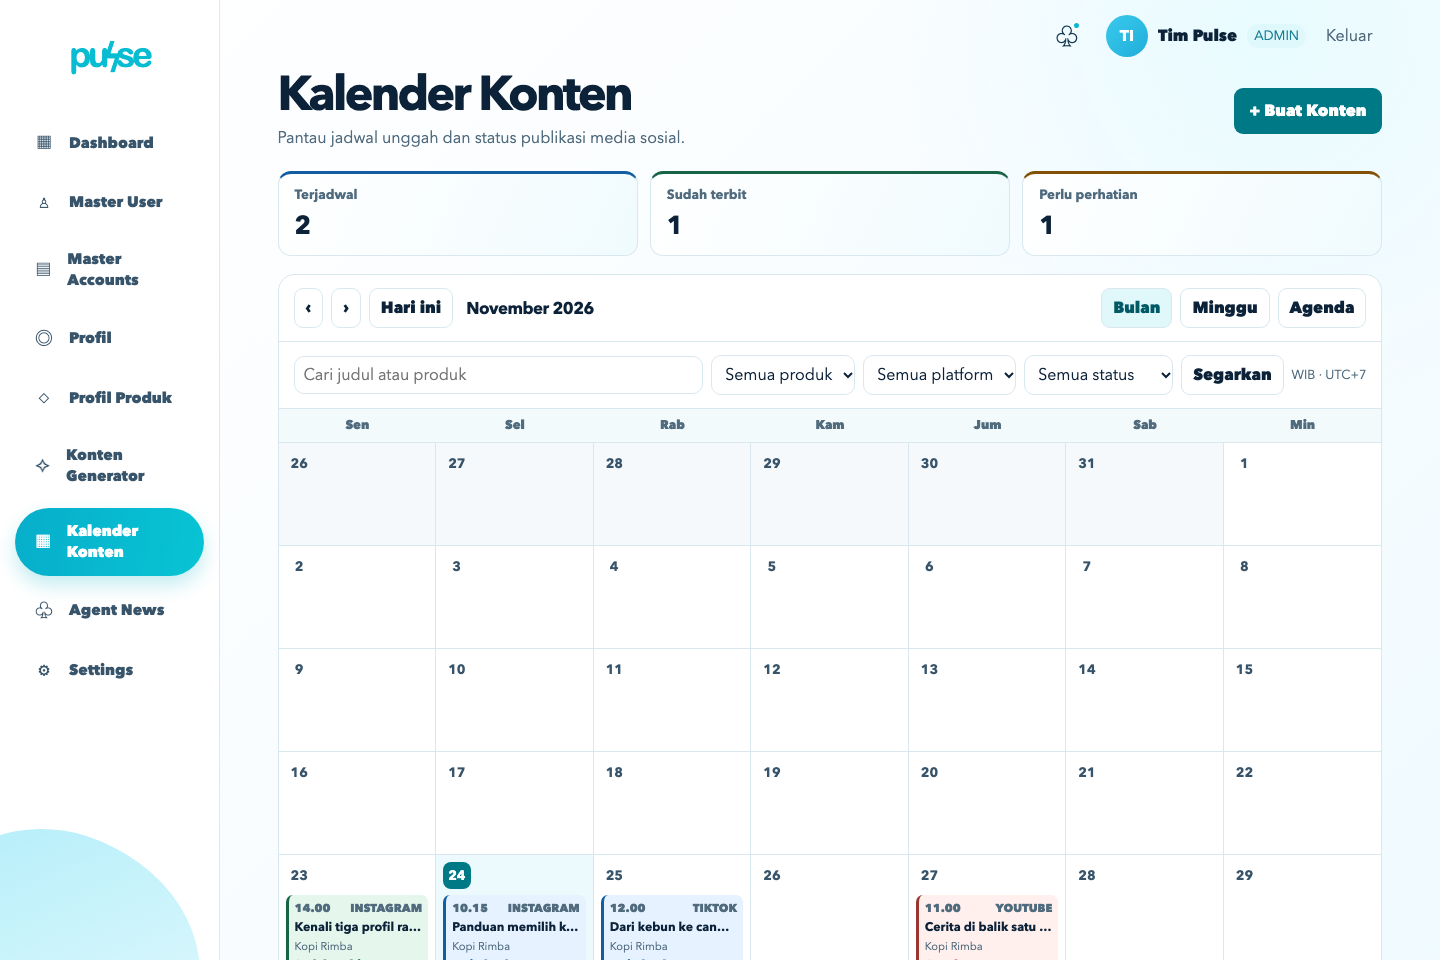 pulse
Tim Pulse ADMIN Keluar
TI
Dashboard
Master User
Master
Accounts
Profil
Profil Produk
Konten
Generator
Kalender
Konten
Agent News
Settings
Kalender Konten
Pantau jadwal unggah dan status publikasi media sosial.
+ Buat Konten
Terjadwal
2
Sudah terbit
1
Perlu perhatian
1
‹ › Hari ini November 2026
Bulan Minggu Agenda
Cari judul atau produk Semua produk Semua platform Semua status Segarkan WIB · UTC+7
Sen Sel Rab Kam Jum Sab Min
26 27 28 29 30 31 1
2 3 4 5 6 7 8
9 10 11 12 13 14 15
16 17 18 19 20 21 22
23 24 25 26 27 28 29
14.00 INSTAGRAM
Kenali tiga profil ra...
Kopi Rimba
10.15 INSTAGRAM
Panduan memilih k...
Kopi Rimba
12.00 TIKTOK
Dari kebun ke can...
Kopi Rimba
11.00 YOUTUBE
Cerita di balik satu ...
Kopi Rimba